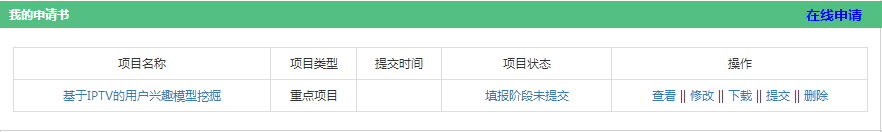 我的申请书 在线申请
项目名称 项目类型 提交时间 项目状态 操作
基于IPTV的用户兴趣模型挖掘 重点项目 填报阶段未提交 查看 || 修改 || 下载 || 提交 || 删除